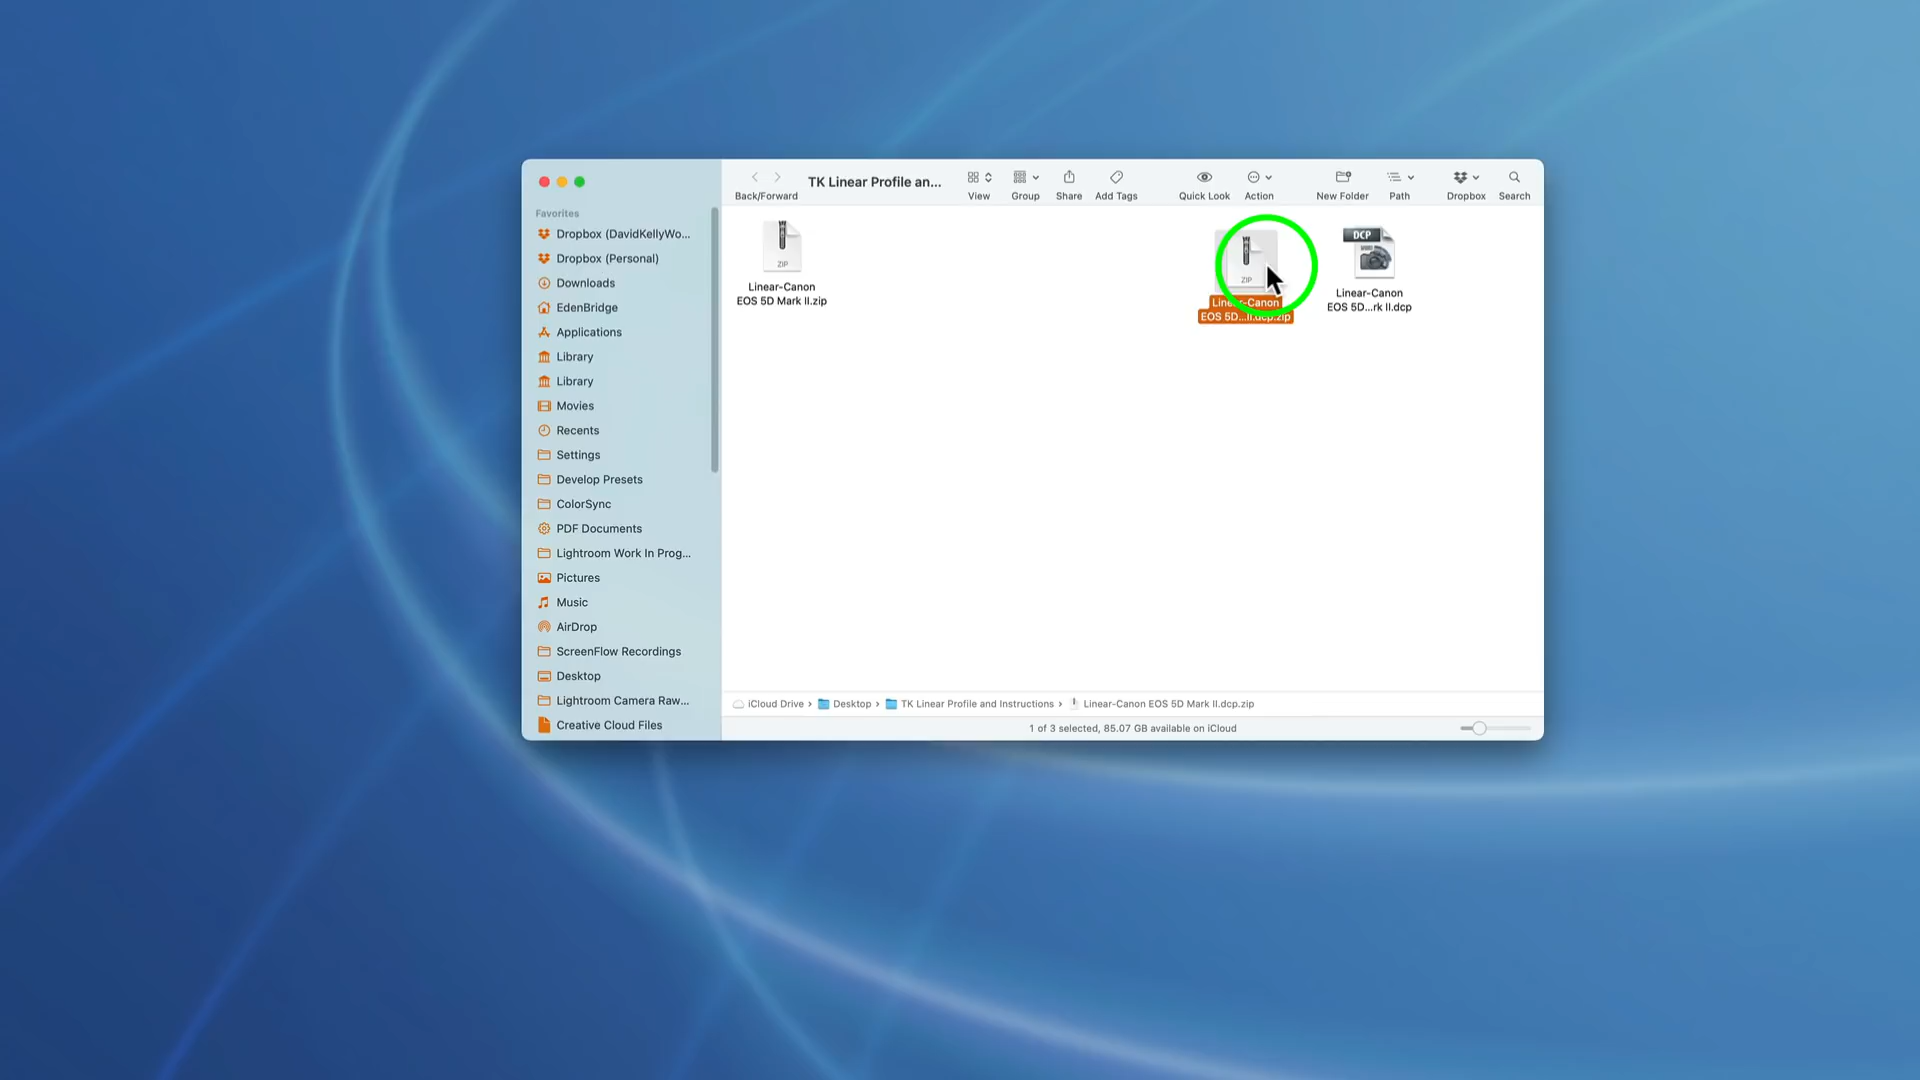 TK Linear Profile an...
Back/Forward
View
Group
Share
Add Tags
Quick Look
Action
New Folder
Path
Dropbox
Search
Favorites
Dropbox (DavidKellyWo...
Dropbox (Personal)
Downloads
EdenBridge
Applications
Library
Library
Movies
Recents
Settings
Develop Presets
ColorSync
PDF Documents
Lightroom Work In Prog...
Pictures
Music
AirDrop
ScreenFlow Recordings
Desktop
Lightroom Camera Raw...
Creative Cloud Files
ZIP
Linear-Canon
EOS 5D Mark II.zip
ZIP
Linear-Canon
EOS 5D...II.dcp.zip
DCP
Linear-Canon
EOS 5D...rk II.dcp
iCloud Drive › Desktop › TK Linear Profile and Instructions › Linear-Canon EOS 5D Mark II.dcp.zip
1 of 3 selected, 85.07 GB available on iCloud